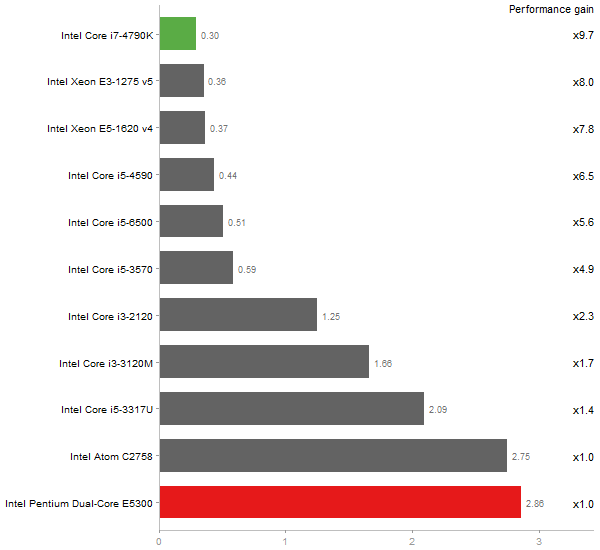 Performance gain
Intel Core i7-4790K 0.30 x9.7
Intel Xeon E3-1275 v5 0.36 x8.0
Intel Xeon E5-1620 v4 0.37 x7.8
Intel Core i5-4590 0.44 x6.5
Intel Core i5-6500 0.51 x5.6
Intel Core i5-3570 0.59 x4.9
Intel Core i3-2120 1.25 x2.3
Intel Core i3-3120M 1.66 x1.7
Intel Core i5-3317U 2.09 x1.4
Intel Atom C2758 2.75 x1.0
Intel Pentium Dual-Core E5300 2.86 x1.0
0 1 2 3